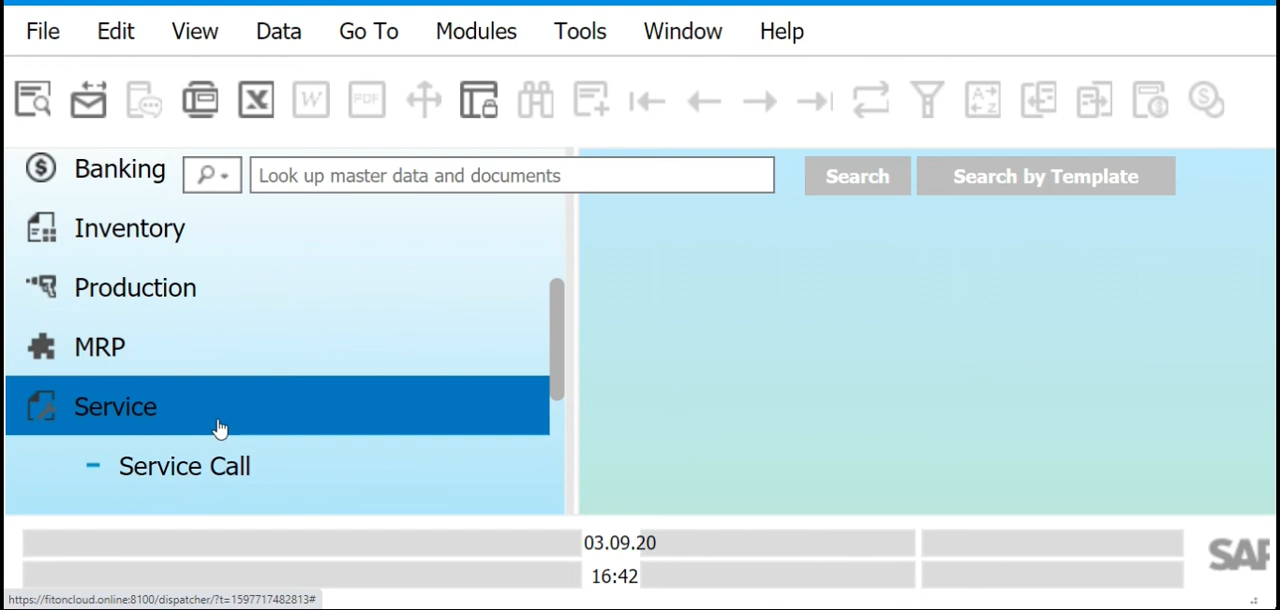 File Edit View Data Go To Modules Tools Window Help
W PDF
Banking Look up master data and documents Search Search by Template
Inventory
Production
MRP
Service
Service Call
03.09.20
16:42
SAP
https://fitoncloud.online:8100/dispatcher/?t=1597717482813#